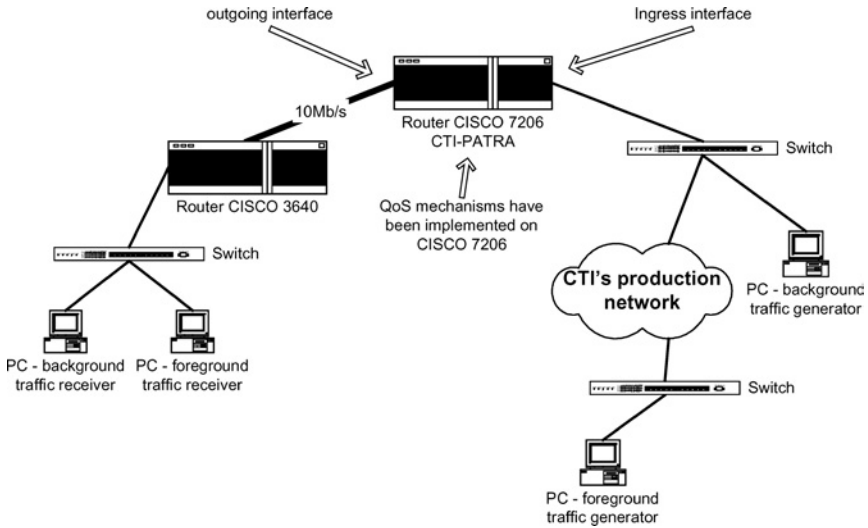 outgoing interface
Ingress interface
10Mb/s
Router CISCO 7206
CTI-PATRA
Switch
Router CISCO 3640
QoS mechanisms have
been implemented on
CISCO 7206
Switch
CTI's production
network
PC - background
traffic generator
PC - background
traffic receiver
PC - foreground
traffic receiver
Switch
PC - foreground
traffic generator